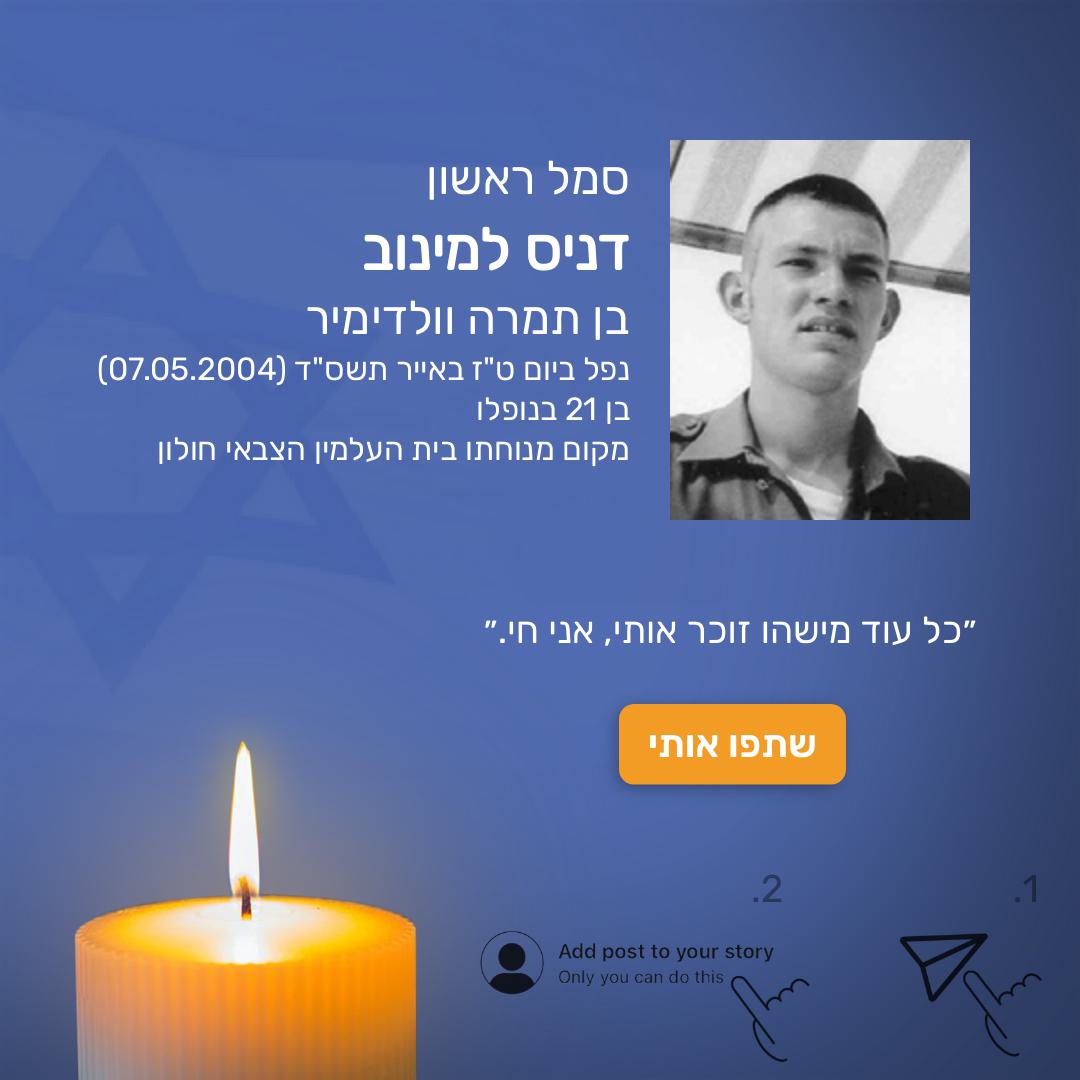 סמל ראשון
דניס למינוב
בן תמרה וולדימיר
נפל ביום ט"ז באייר תשס"ד (07.05.2004)
בן 21 בנופלו
מקום מנוחתו בית העלמין הצבאי חולון
״כל עוד מישהו זוכר אותי, אני חי.״
שתפו אותי
1.
2.
Add post to your story
Only you can do this